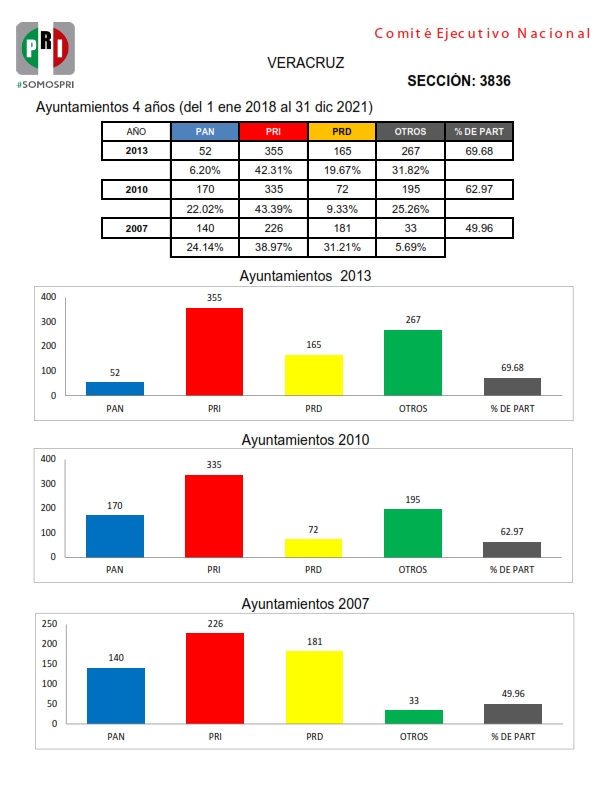 Comité Ejecutivo Nacional
PRI
#SOMOSPRI
VERACRUZ
SECCIÓN: 3836
Ayuntamientos 4 años (del 1 ene 2018 al 31 dic 2021)
AÑO PAN PRI PRD OTROS % DE PART
2013 52 355 165 267 69.68
6.20% 42.31% 19.67% 31.82%
2010 170 335 72 195 62.97
22.02% 43.39% 9.33% 25.26%
2007 140 226 181 33 49.96
24.14% 38.97% 31.21% 5.69%
Ayuntamientos 2013
400
300
200
100
0
52 355 165 267 69.68
PAN PRI PRD OTROS % DE PART
Ayuntamientos 2010
400
300
200
100
0
170 335 72 195 62.97
PAN PRI PRD OTROS % DE PART
Ayuntamientos 2007
250
200
150
100
50
0
140 226 181 33 49.96
PAN PRI PRD OTROS % DE PART